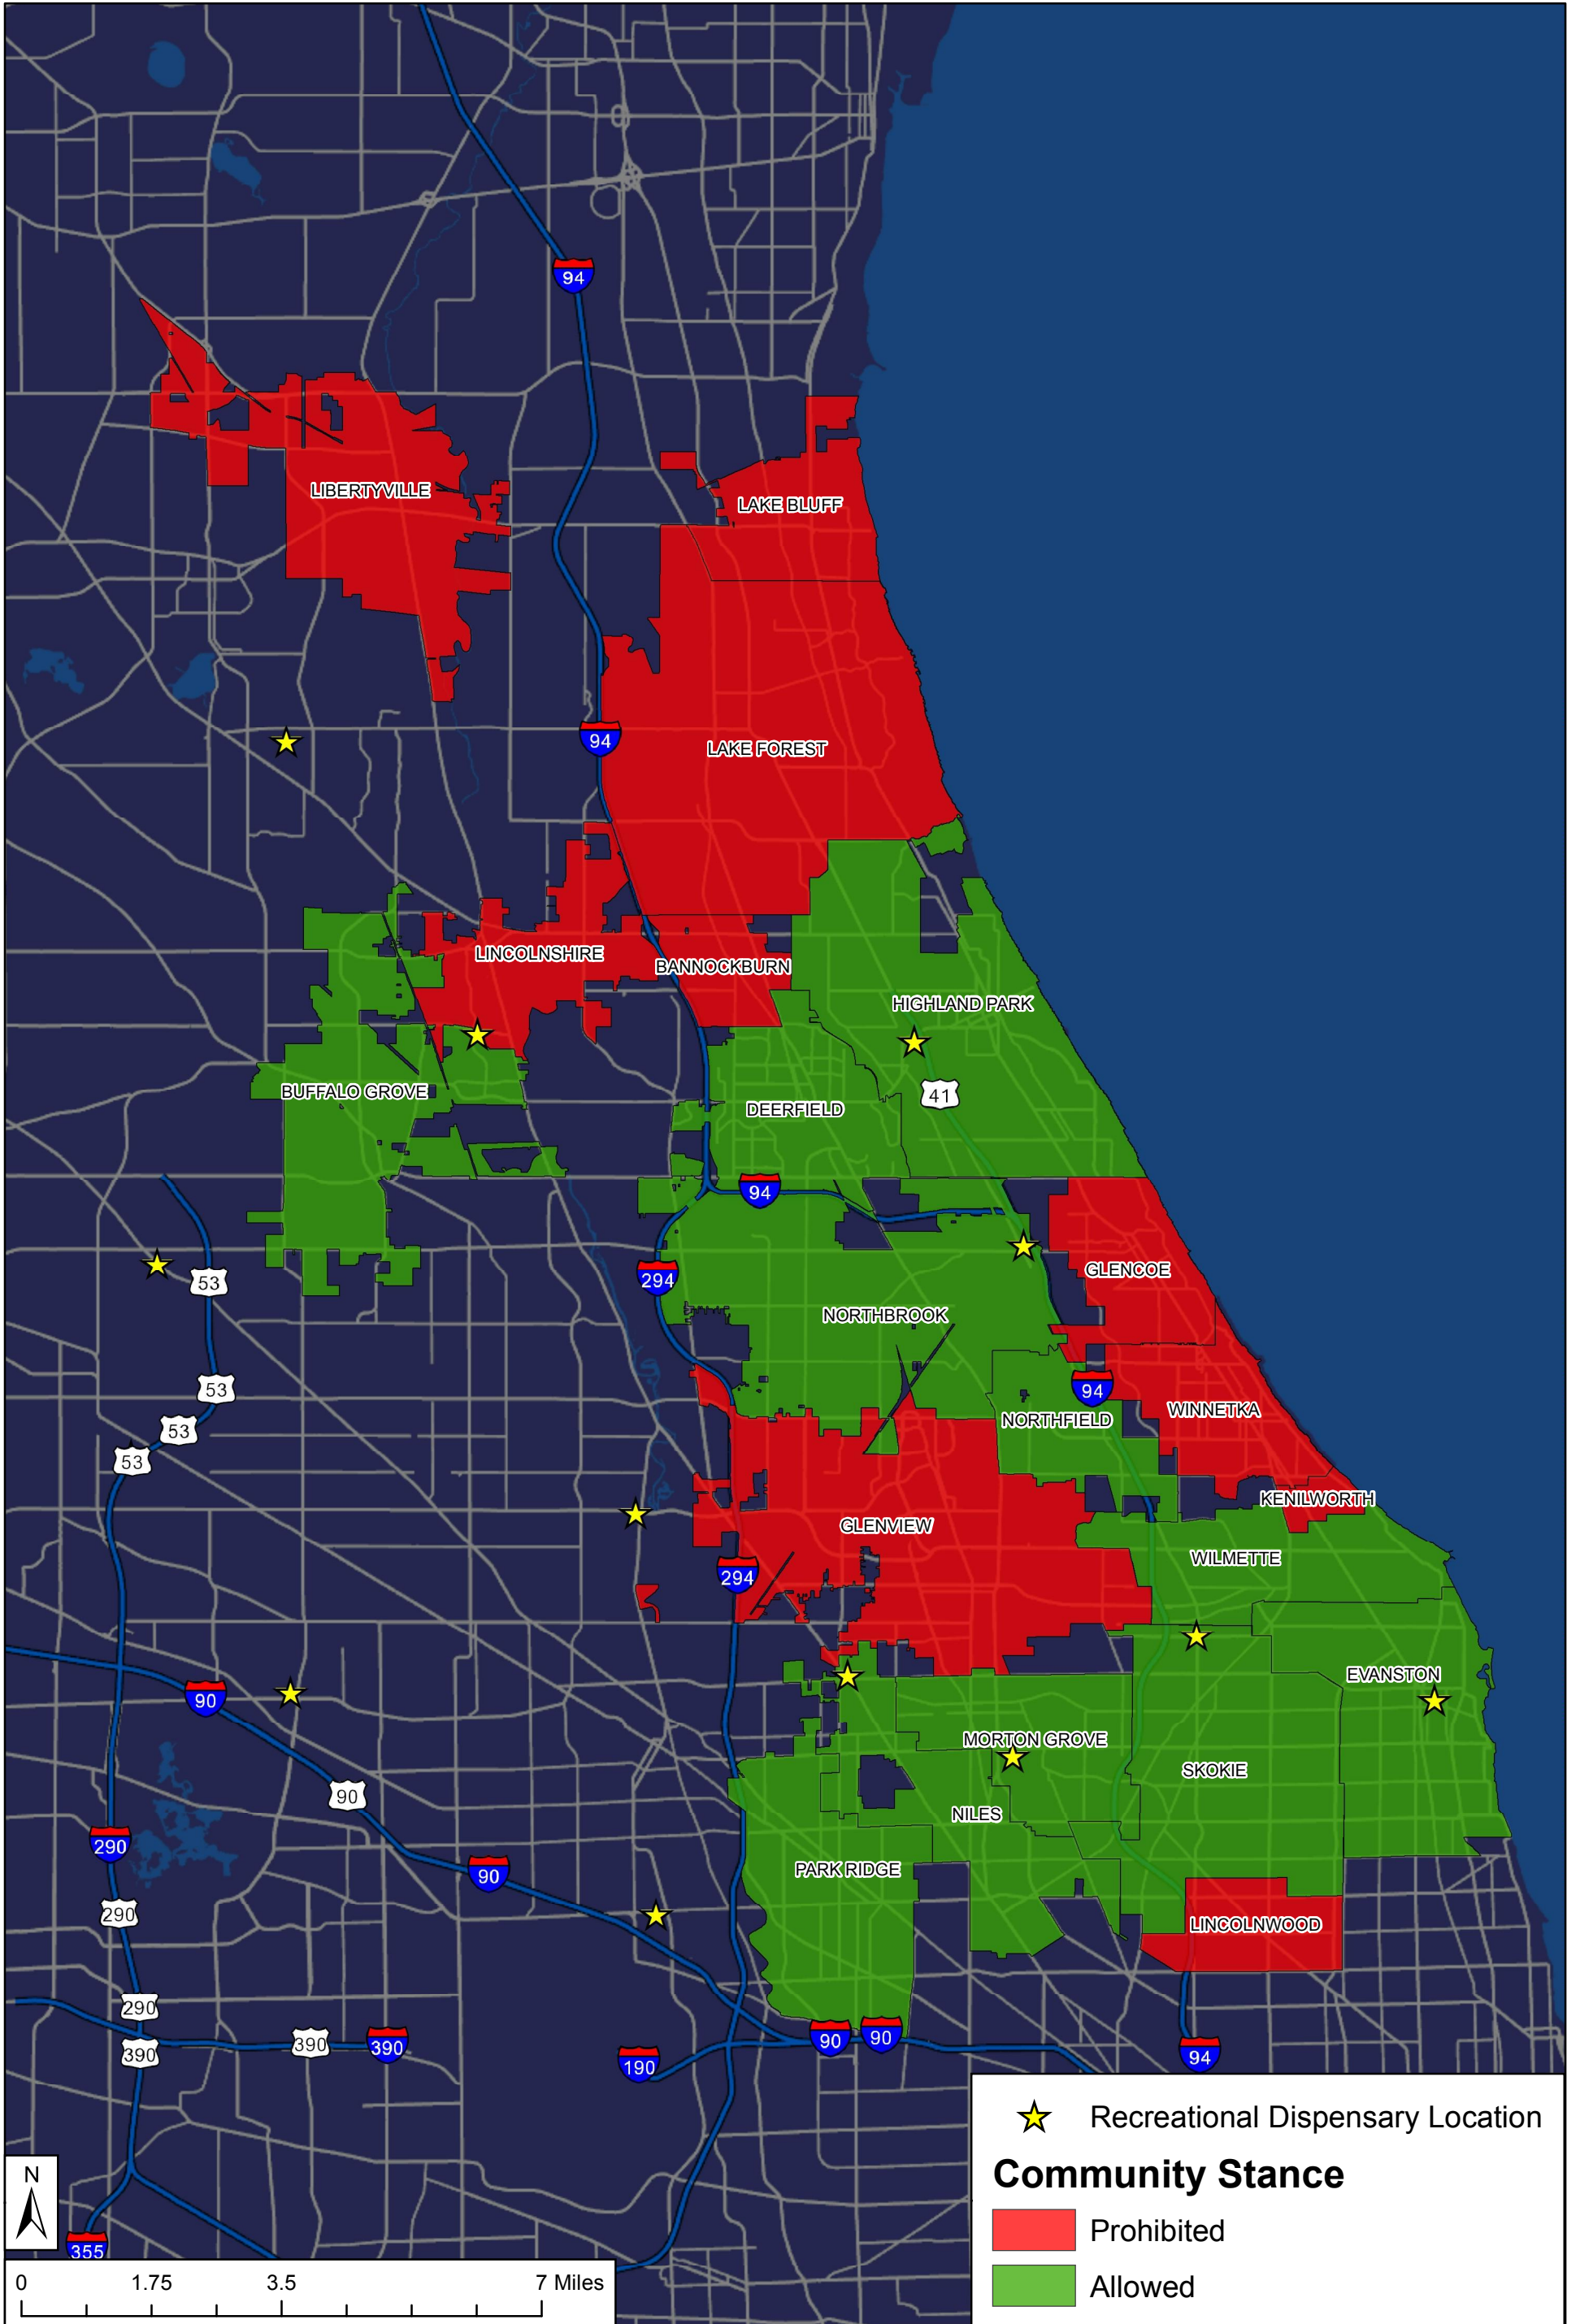 94
LIBERTYVILLE
LAKE BLUFF
94
LAKE FOREST
LINCOLNSHIRE
BANNOCKBURN
HIGHLAND PARK
BUFFALO GROVE
41
DEERFIELD
94
53
294
GLENCOE
NORTHBROOK
53
94
53
WINNETKA
NORTHFIELD
53
KENILWORTH
GLENVIEW
WILMETTE
294
EVANSTON
90
MORTON GROVE
SKOKIE
90
NILES
290
90
PARK RIDGE
290
LINCOLNWOOD
290
390
390
390
190
90
90
94
355
Recreational Dispensary Location
Community Stance
Prohibited
Allowed
N
0 1.75 3.5 7 Miles